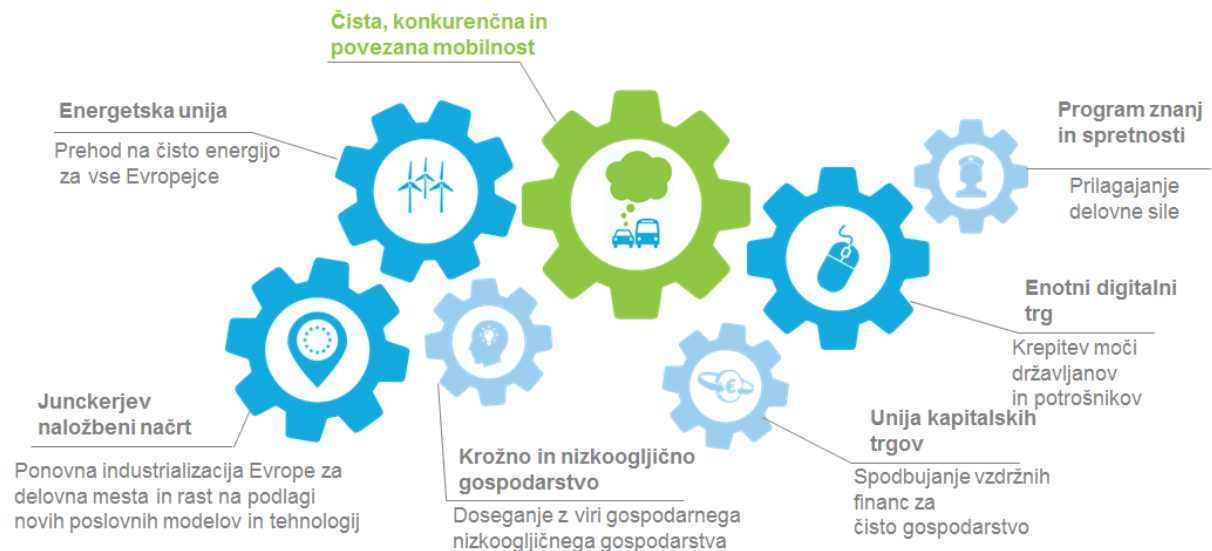 Čista, konkurenčna in
povezana mobilnost
Energetska unija
Prehod na čisto energijo
za vse Evropejce
Program znanj
in spretnosti
Prilagajanje
delovne sile
Enotni digitalni
trg
Krepitev moči
državljanov
in potrošnikov
Junckerjev
naložbeni načrt
Ponovna industrializacija Evrope za
delovna mesta in rast na podlagi
novih poslovnih modelov in tehnologij
Krožno in nizkoogljično
gospodarstvo
Doseganje z viri gospodarnega
nizkoogljičnega gospodarstva
Unija kapitalskih
trgov
Spodbujanje vzdržnih
financ za
čisto gospodarstvo
€